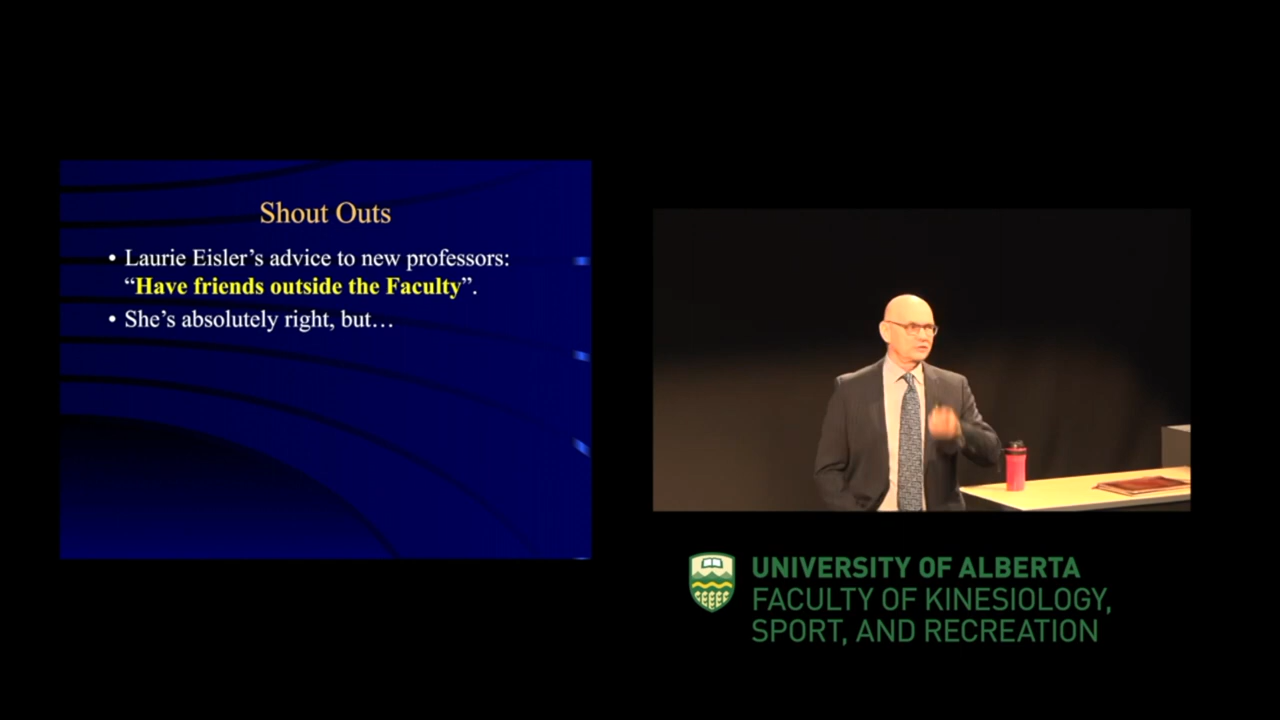 Shout Outs
• Laurie Eisler’s advice to new professors:
“Have friends outside the Faculty”.
• She’s absolutely right, but…
UNIVERSITY OF ALBERTA
FACULTY OF KINESIOLOGY,
SPORT, AND RECREATION